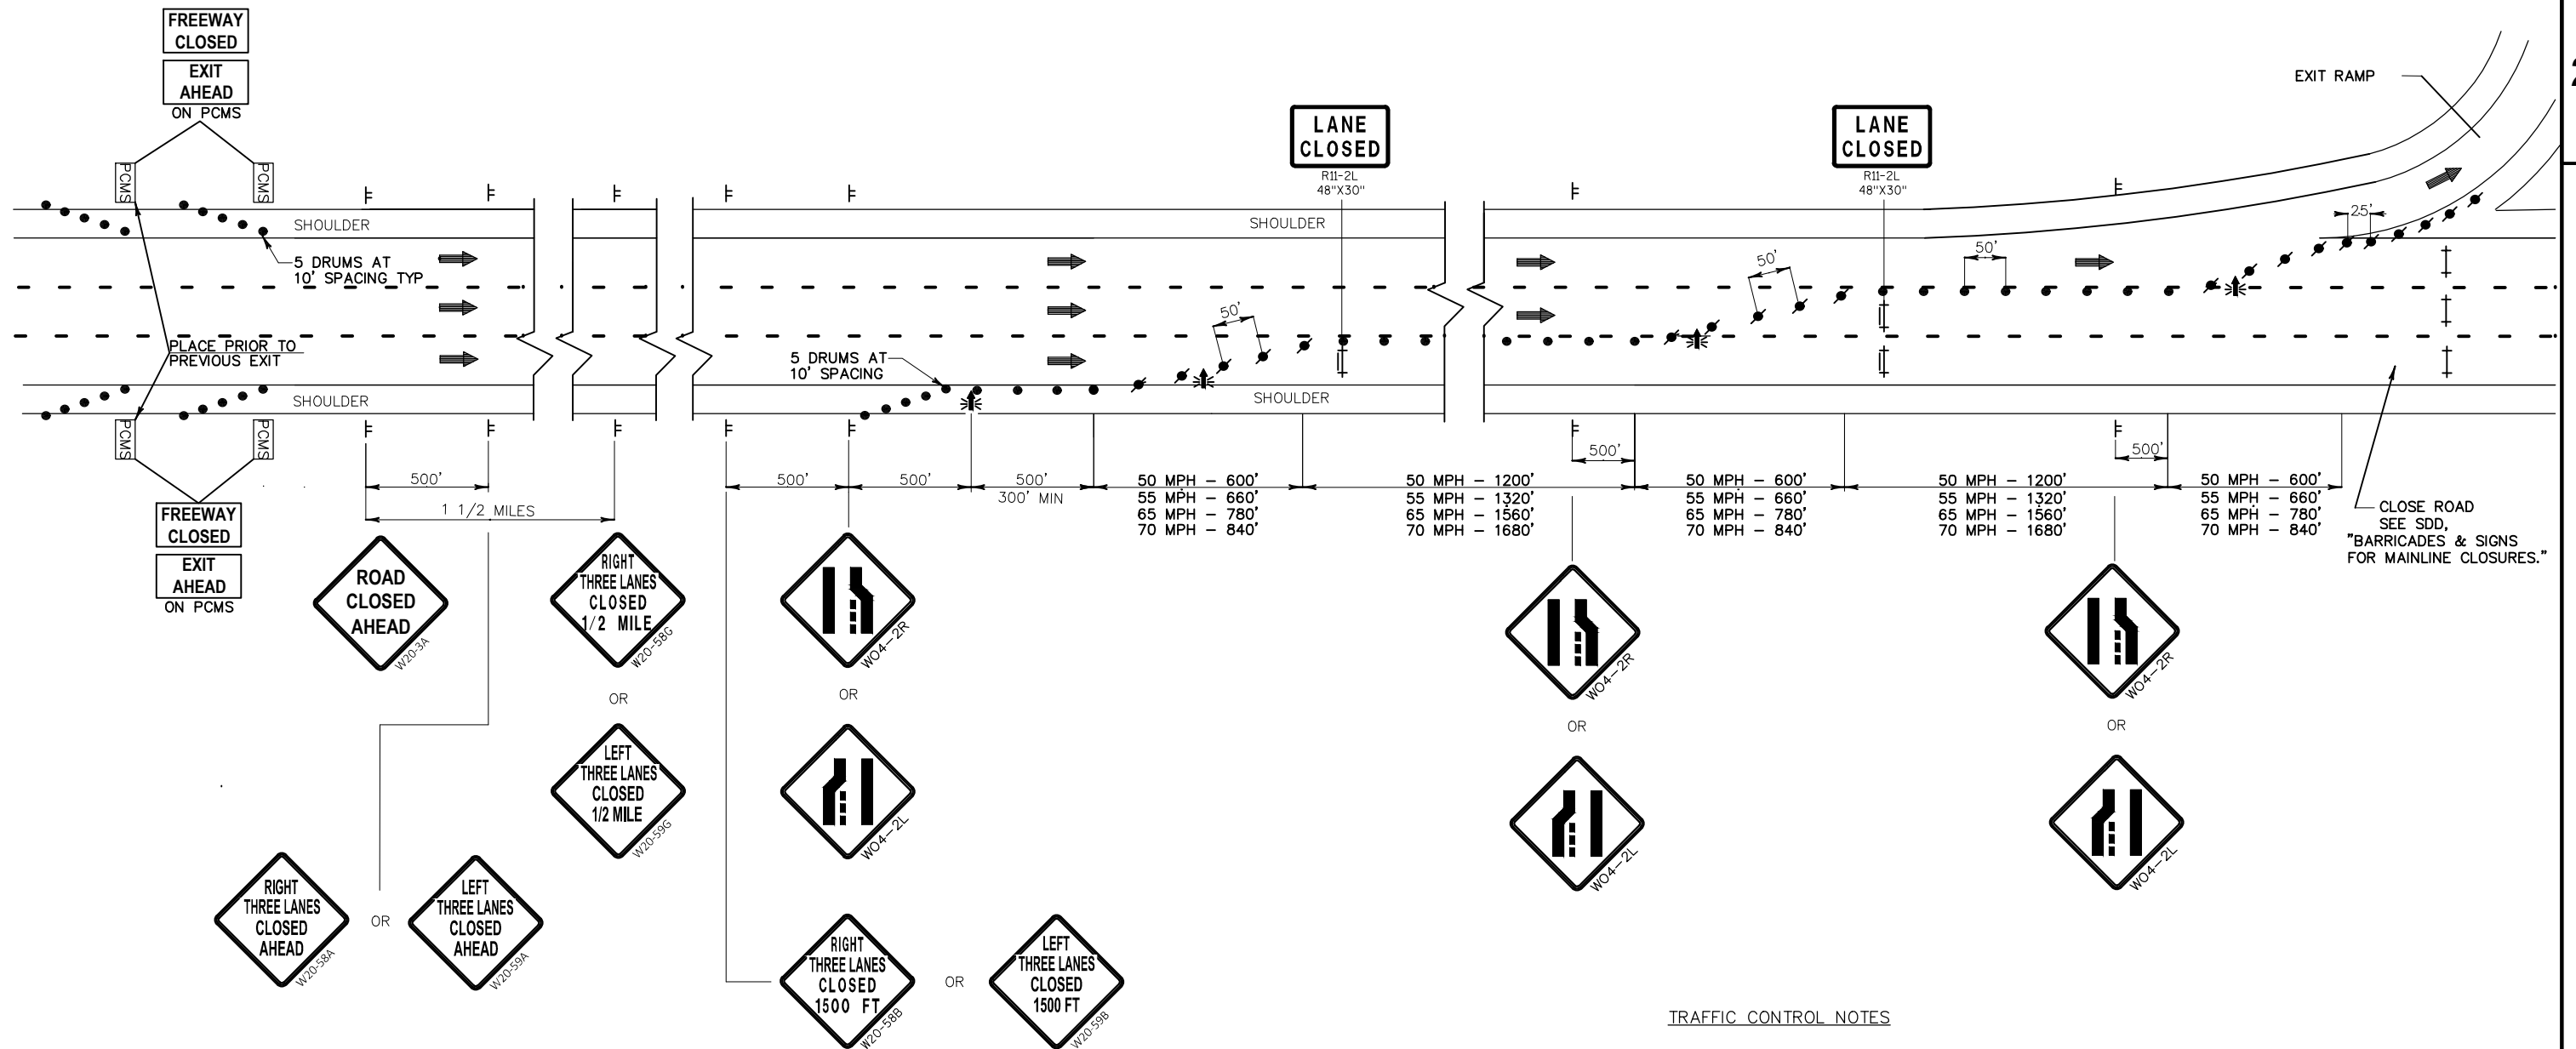 FREEWAY
CLOSED
EXIT
AHEAD
ON PCMS
PCMS
PCMS
SHOULDER
5 DRUMS AT
10' SPACING TYP
PLACE PRIOR TO
PREVIOUS EXIT
SHOULDER
PCMS
PCMS
FREEWAY
CLOSED
EXIT
AHEAD
ON PCMS
500'
1 1/2 MILES
ROAD
CLOSED
AHEAD
W20-3A
RIGHT
THREE LANES
CLOSED
AHEAD
W20-58A
OR
LEFT
THREE LANES
CLOSED
AHEAD
W20-59A
RIGHT
THREE LANES
CLOSED
1/2 MILE
W20-58G
OR
LEFT
THREE LANES
CLOSED
1/2 MILE
W20-59G
5 DRUMS AT
10' SPACING
50'
SHOULDER
SHOULDER
LANE
CLOSED
R11-2L
48"X30"
500'
500'
500'
300' MIN
50 MPH - 600'
55 MPH - 660'
65 MPH - 780'
70 MPH - 840'
50 MPH - 1200'
55 MPH - 1320'
65 MPH - 1560'
70 MPH - 1680'
WO4-2R
OR
WO4-2L
RIGHT
THREE LANES
CLOSED
1500 FT
W20-58B
OR
LEFT
THREE LANES
CLOSED
1500 FT
W20-59B
LANE
CLOSED
R11-2L
48"X30"
50'
50'
25'
EXIT RAMP
2
500'
50 MPH - 600'
55 MPH - 660'
65 MPH - 780'
70 MPH - 840'
50 MPH - 1200'
55 MPH - 1320'
65 MPH - 1560'
70 MPH - 1680'
500'
50 MPH - 600'
55 MPH - 660'
65 MPH - 780'
70 MPH - 840'
CLOSE ROAD
SEE SDD,
"BARRICADES & SIGNS
FOR MAINLINE CLOSURES."
WO4-2R
OR
WO4-2L
WO4-2R
OR
WO4-2L
TRAFFIC CONTROL NOTES